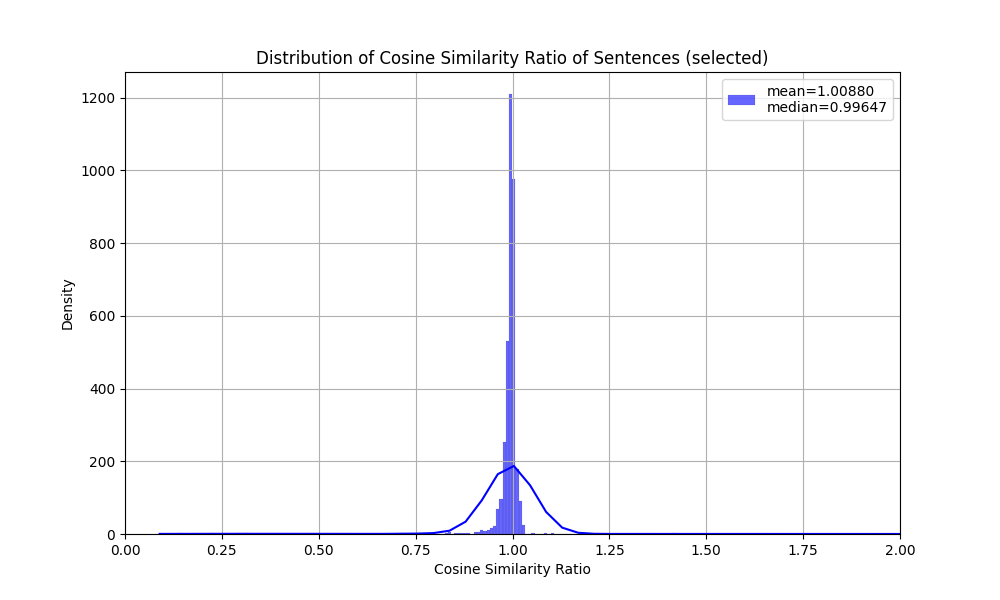 Distribution of Cosine Similarity Ratio of Sentences (selected)
mean=1.00880
median=0.99647
1200
1000
800
600
400
200
0
Density
0.00 0.25 0.50 0.75 1.00 1.25 1.50 1.75 2.00
Cosine Similarity Ratio